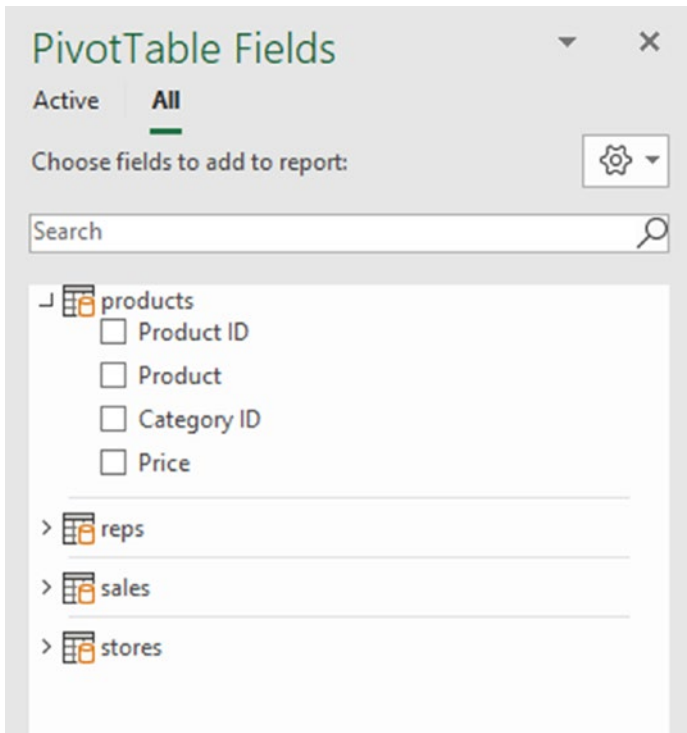 PivotTable Fields
Active All
Choose fields to add to report:
Search
products
Product ID
Product
Category ID
Price
reps
sales
stores